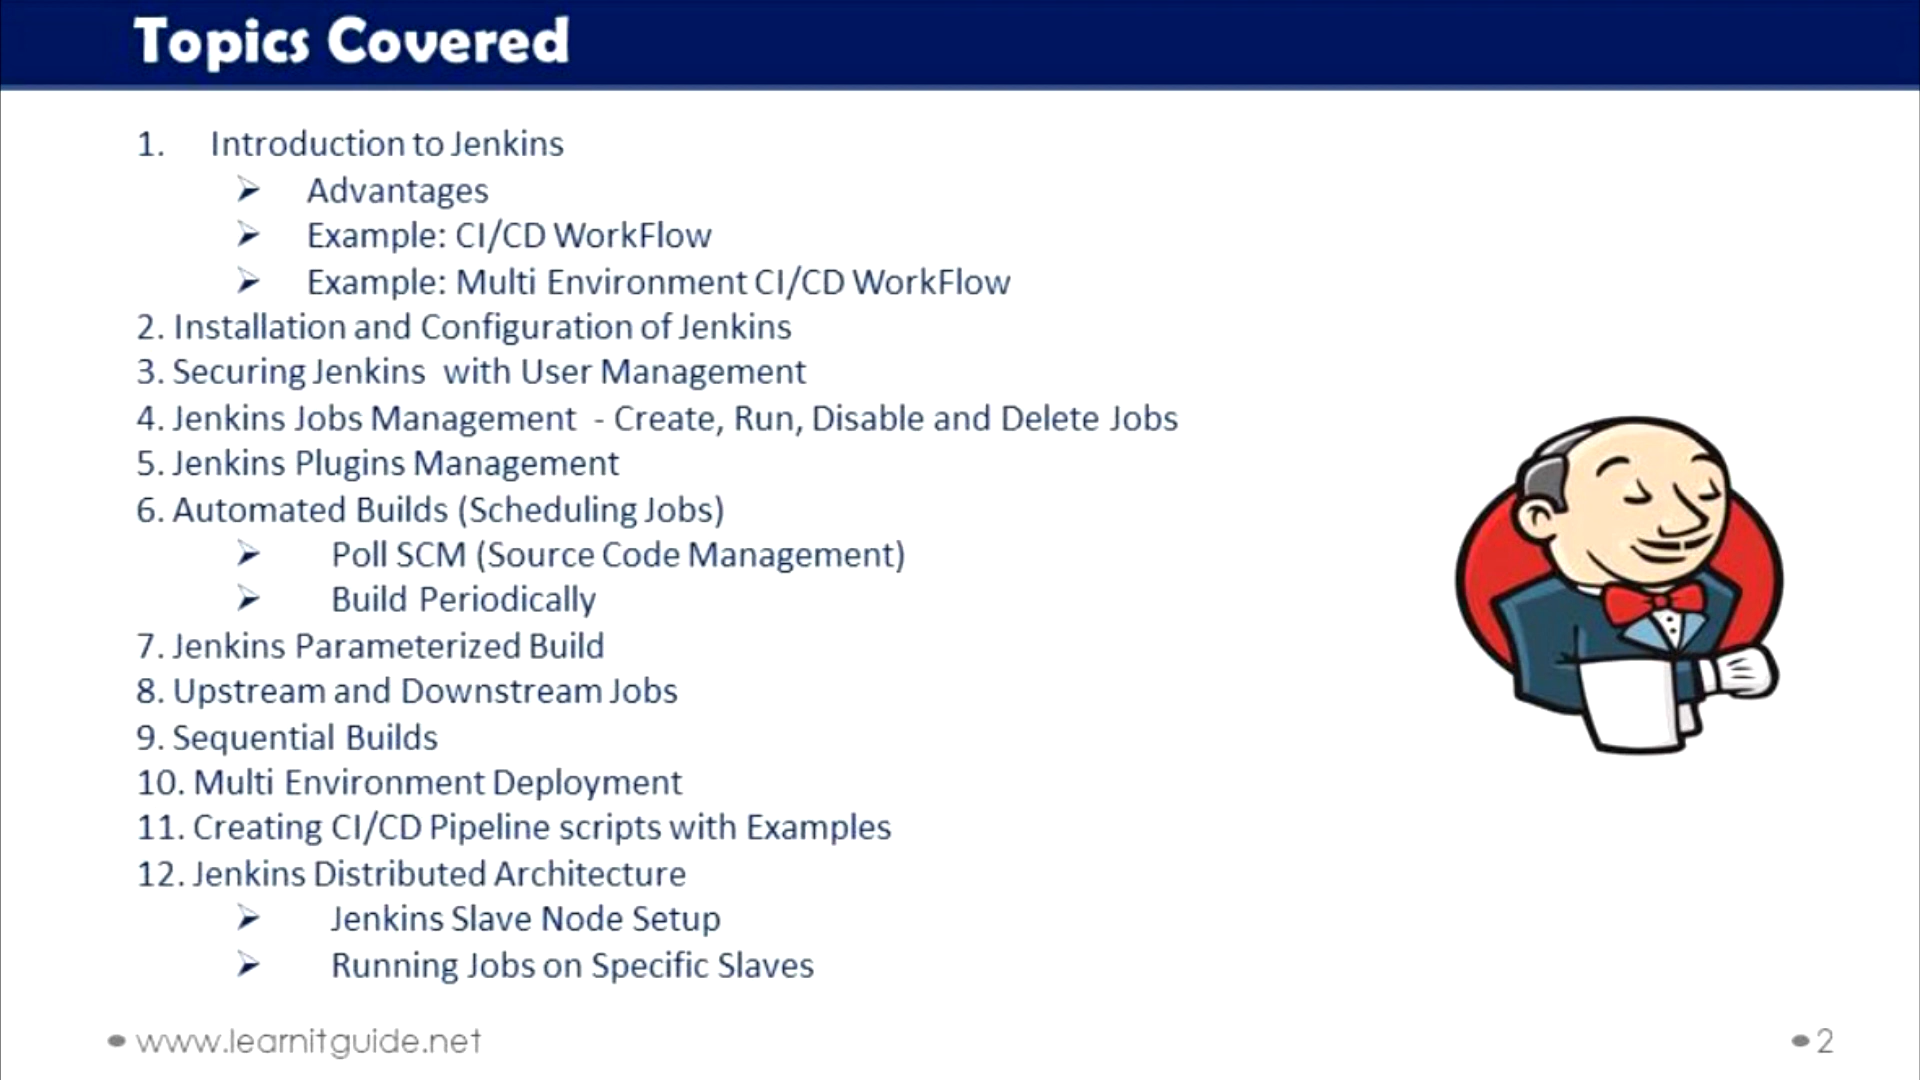 Topics Covered
1. Introduction to Jenkins
➢ Advantages
➢ Example: CI/CD WorkFlow
➢ Example: Multi Environment CI/CD WorkFlow
2. Installation and Configuration of Jenkins
3. Securing Jenkins with User Management
4. Jenkins Jobs Management - Create, Run, Disable and Delete Jobs
5. Jenkins Plugins Management
6. Automated Builds (Scheduling Jobs)
➢ Poll SCM (Source Code Management)
➢ Build Periodically
7. Jenkins Parameterized Build
8. Upstream and Downstream Jobs
9. Sequential Builds
10. Multi Environment Deployment
11. Creating CI/CD Pipeline scripts with Examples
12. Jenkins Distributed Architecture
➢ Jenkins Slave Node Setup
➢ Running Jobs on Specific Slaves
• www.learnitguide.net
• 2